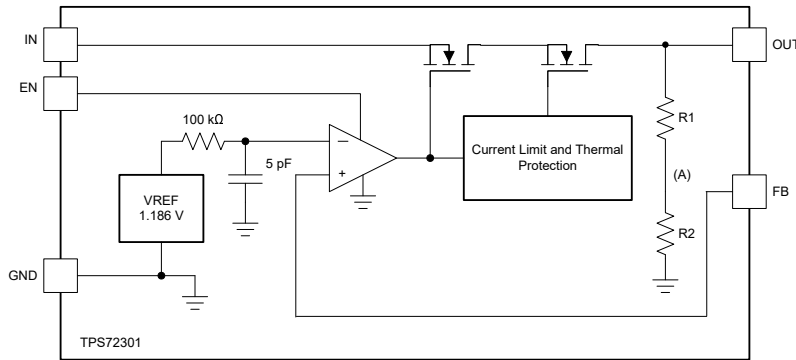 IN
OUT
EN
100 kΩ
R1
5 pF
−
+
Current Limit and Thermal
Protection
(A)
FB
VREF
1.186 V
R2
GND
TPS72301